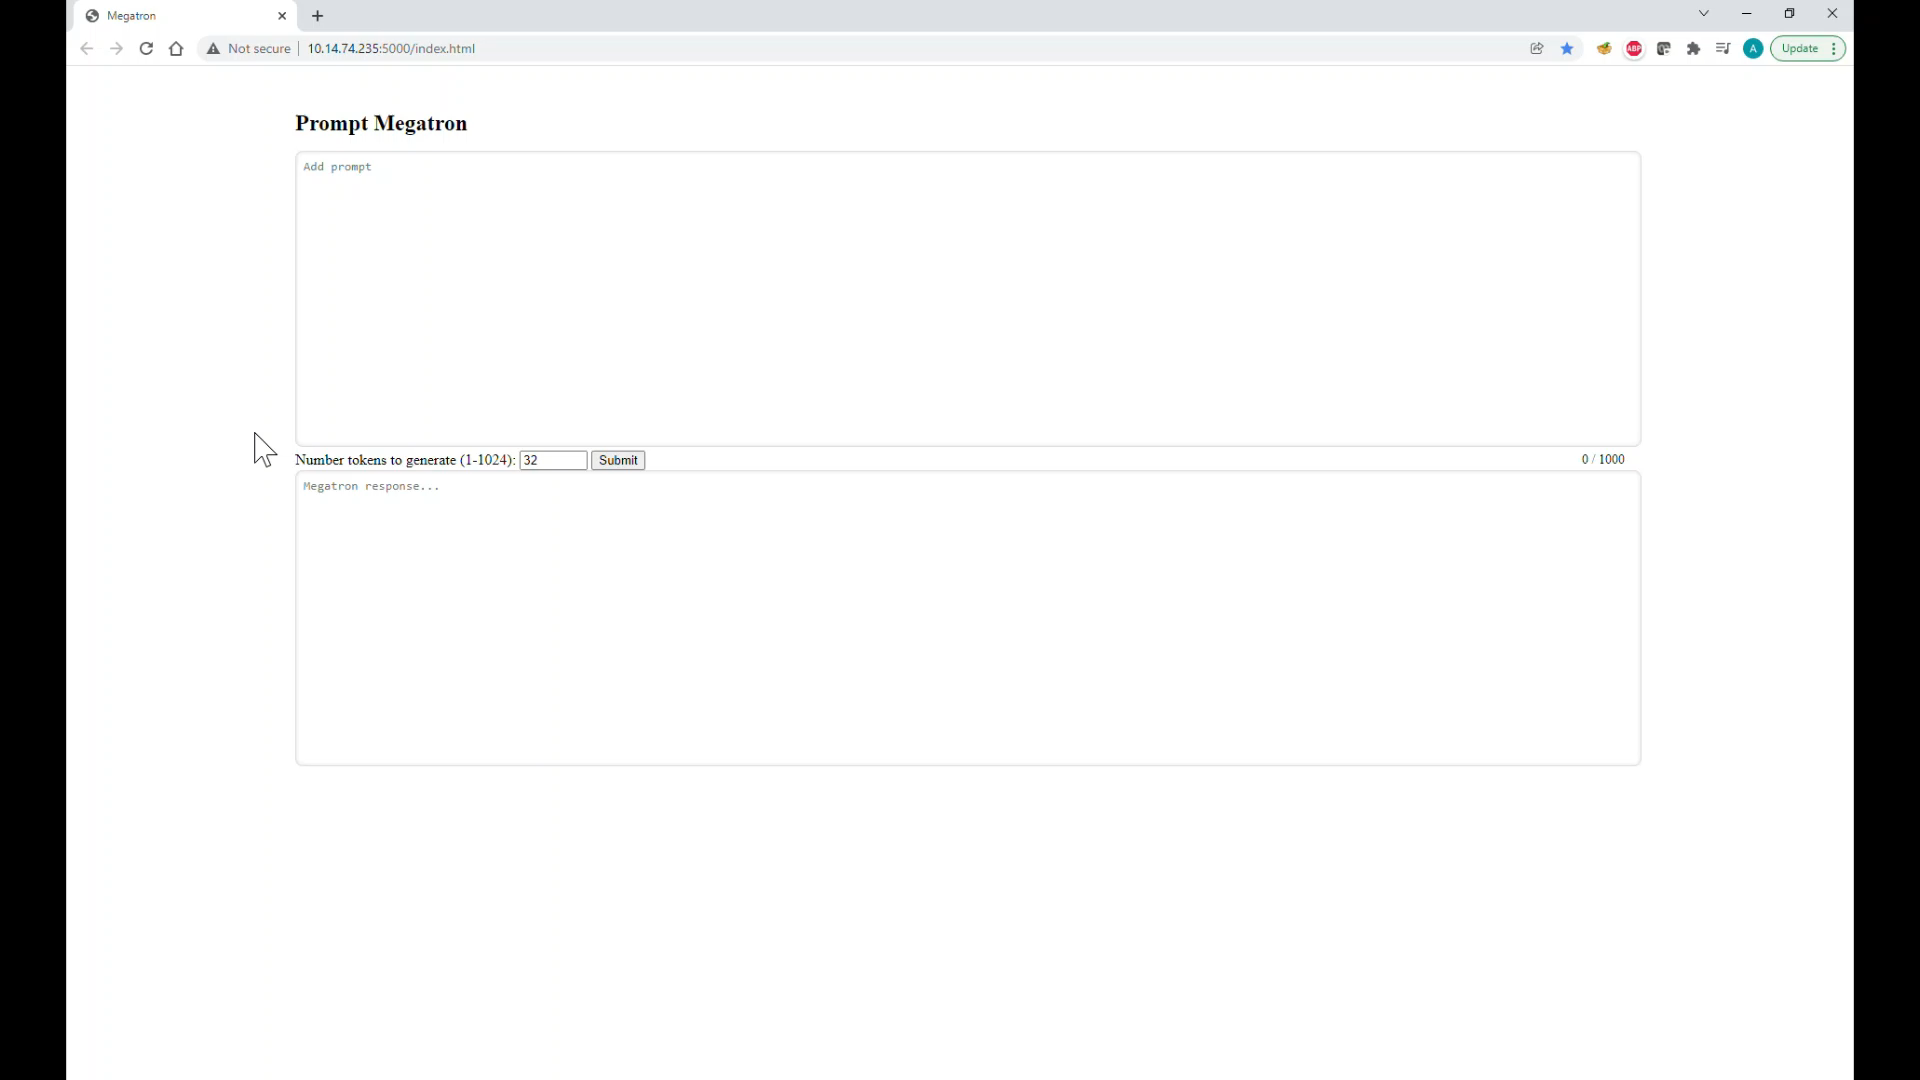 Megatron
Not secure 10.14.74.235:5000/index.html ABP A Update
Prompt Megatron
Add prompt
Number tokens to generate (1-1024): 32 Submit 0 / 1000
Megatron response...